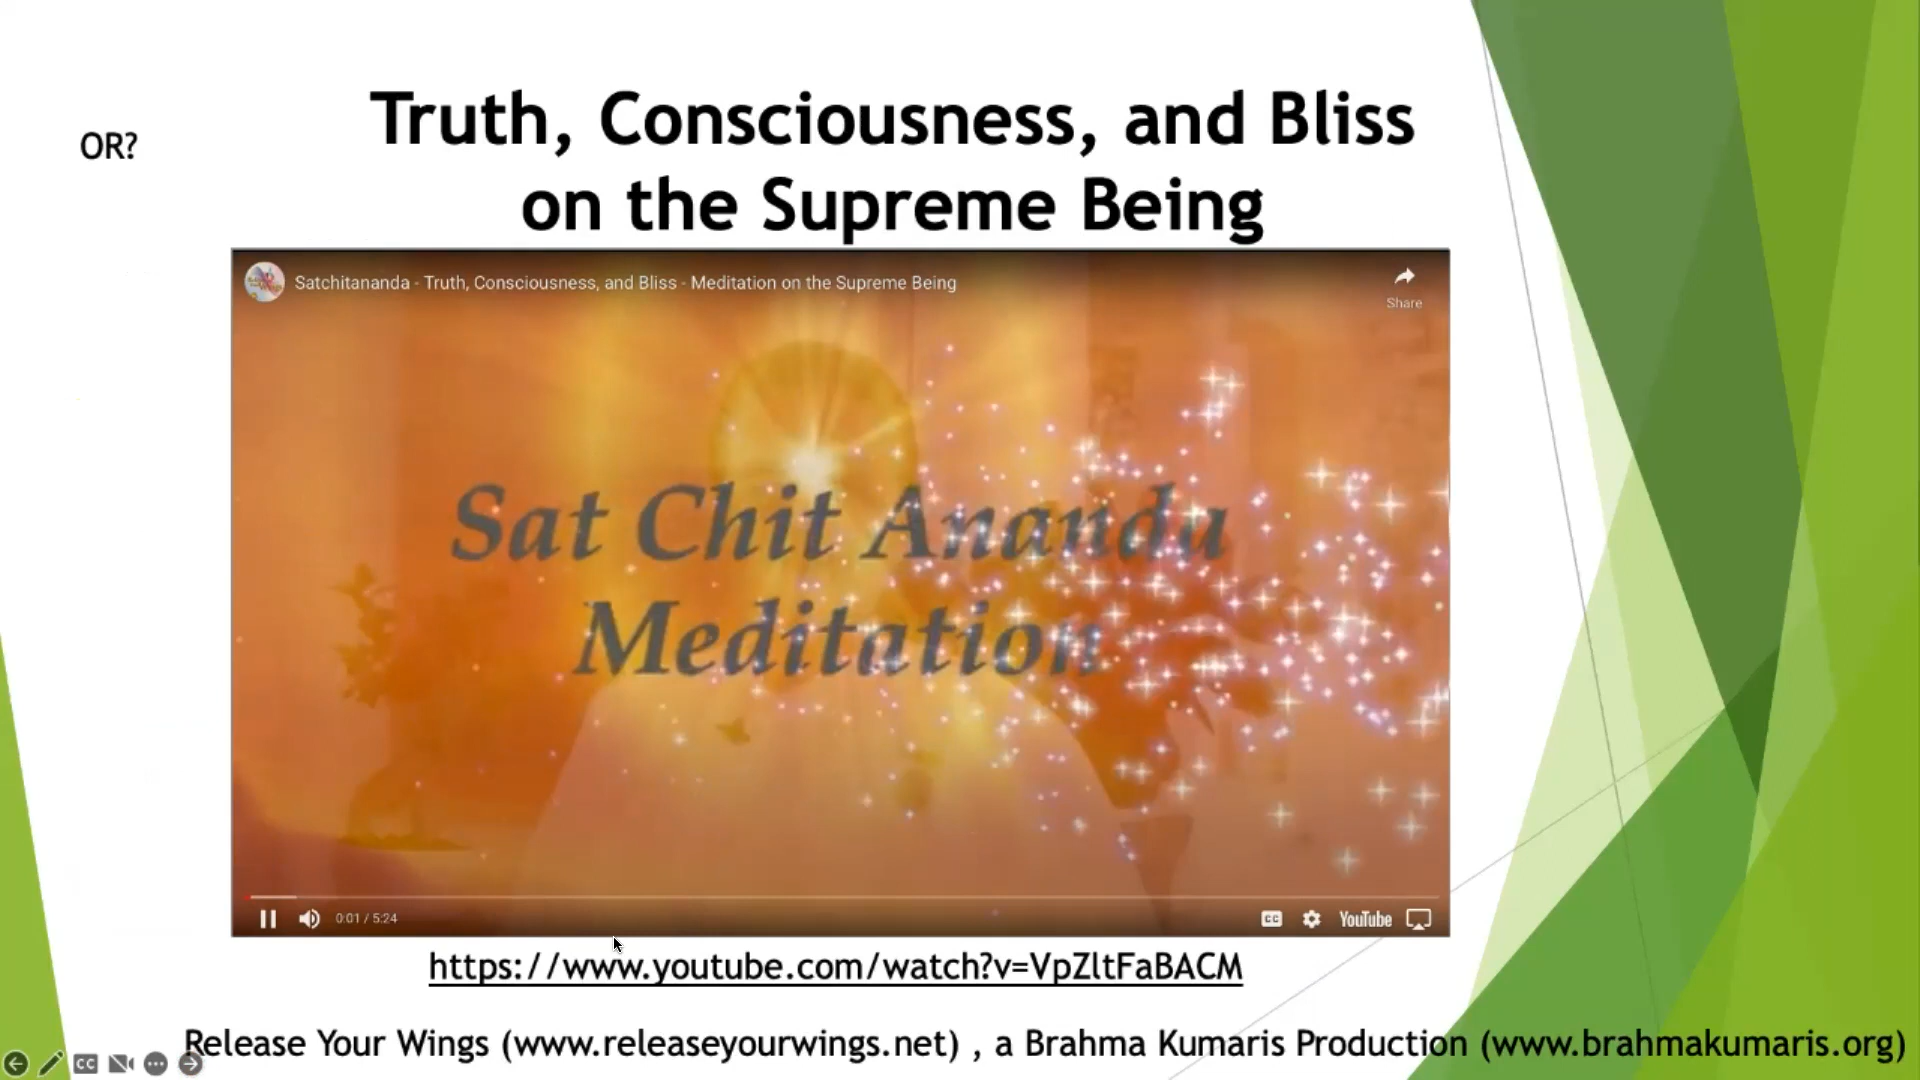 OR?
Truth, Consciousness, and Bliss
on the Supreme Being
Satchitananda - Truth, Consciousness, and Bliss - Meditation on the Supreme Being
Share
Sat Chit Ananda
Meditation
0:01 / 5:24
CC
YouTube
https://www.youtube.com/watch?v=VpZltFaBACM
Release Your Wings (www.releaseyourwings.net) , a Brahma Kumaris Production (www.brahmakumaris.org)
CC